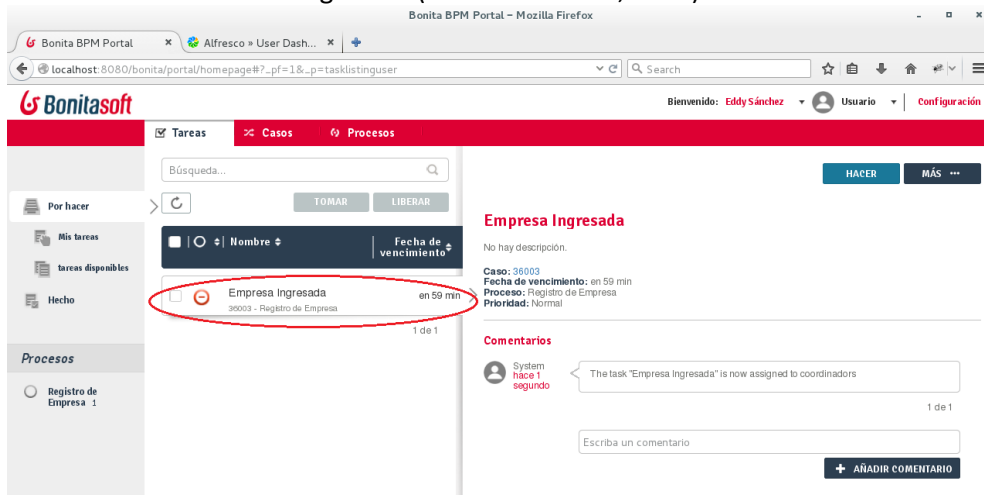 Bonita BPM Portal – Mozilla Firefox
Bonita BPM Portal
Alfresco » User Dash...
localhost:8080/bonita/portal/homepage#?_pf=1&_p=tasklistinguser
Search
Bonitasoft
Bienvenido: Eddy Sánchez
Usuario
Configuración
Tareas
Casos
Procesos
Búsqueda...
HACER
MÁS ···
Por hacer
Mis tareas
tareas disponibles
Hecho
TOMAR
LIBERAR
Nombre
Fecha de
vencimiento
Empresa Ingresada
en 59 min
36003 - Registro de Empresa
1 de 1
Procesos
Registro de
Empresa 1
Empresa Ingresada
No hay descripción.
Caso: 36003
Fecha de vencimiento: en 59 min
Proceso: Registro de Empresa
Prioridad: Normal
Comentarios
System
hace 1
segundo
The task "Empresa Ingresada" is now assigned to coordinadors
1 de 1
Escriba un comentario
+ AÑADIR COMENTARIO